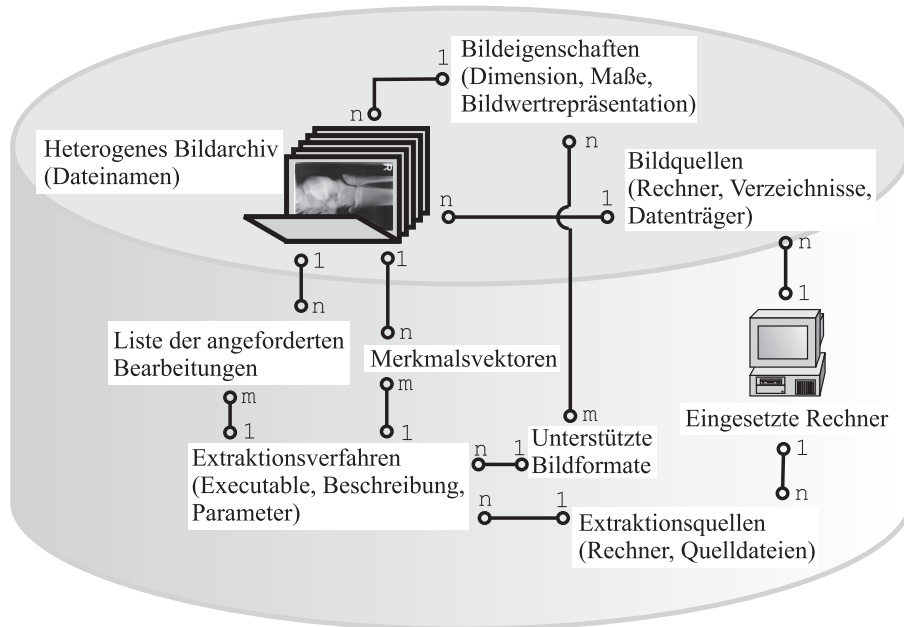 1
Bildeigenschaften
(Dimension, Maße,
Bildwertrepräsentation)
n
n
Heterogenes Bildarchiv
(Dateinamen)
R
Bildquellen
(Rechner, Verzeichnisse,
Datenträger)
n
1
n
1
1
n
n
1
Liste der angeforderten
Bearbeitungen
Merkmalsvektoren
m
m
1
1
m
Eingesetzte Rechner
Extraktionsverfahren
(Executable, Beschreibung,
Parameter)
n
1
Unterstützte
Bildformate
1
n
n
1
Extraktionsquellen
(Rechner, Quelldateien)